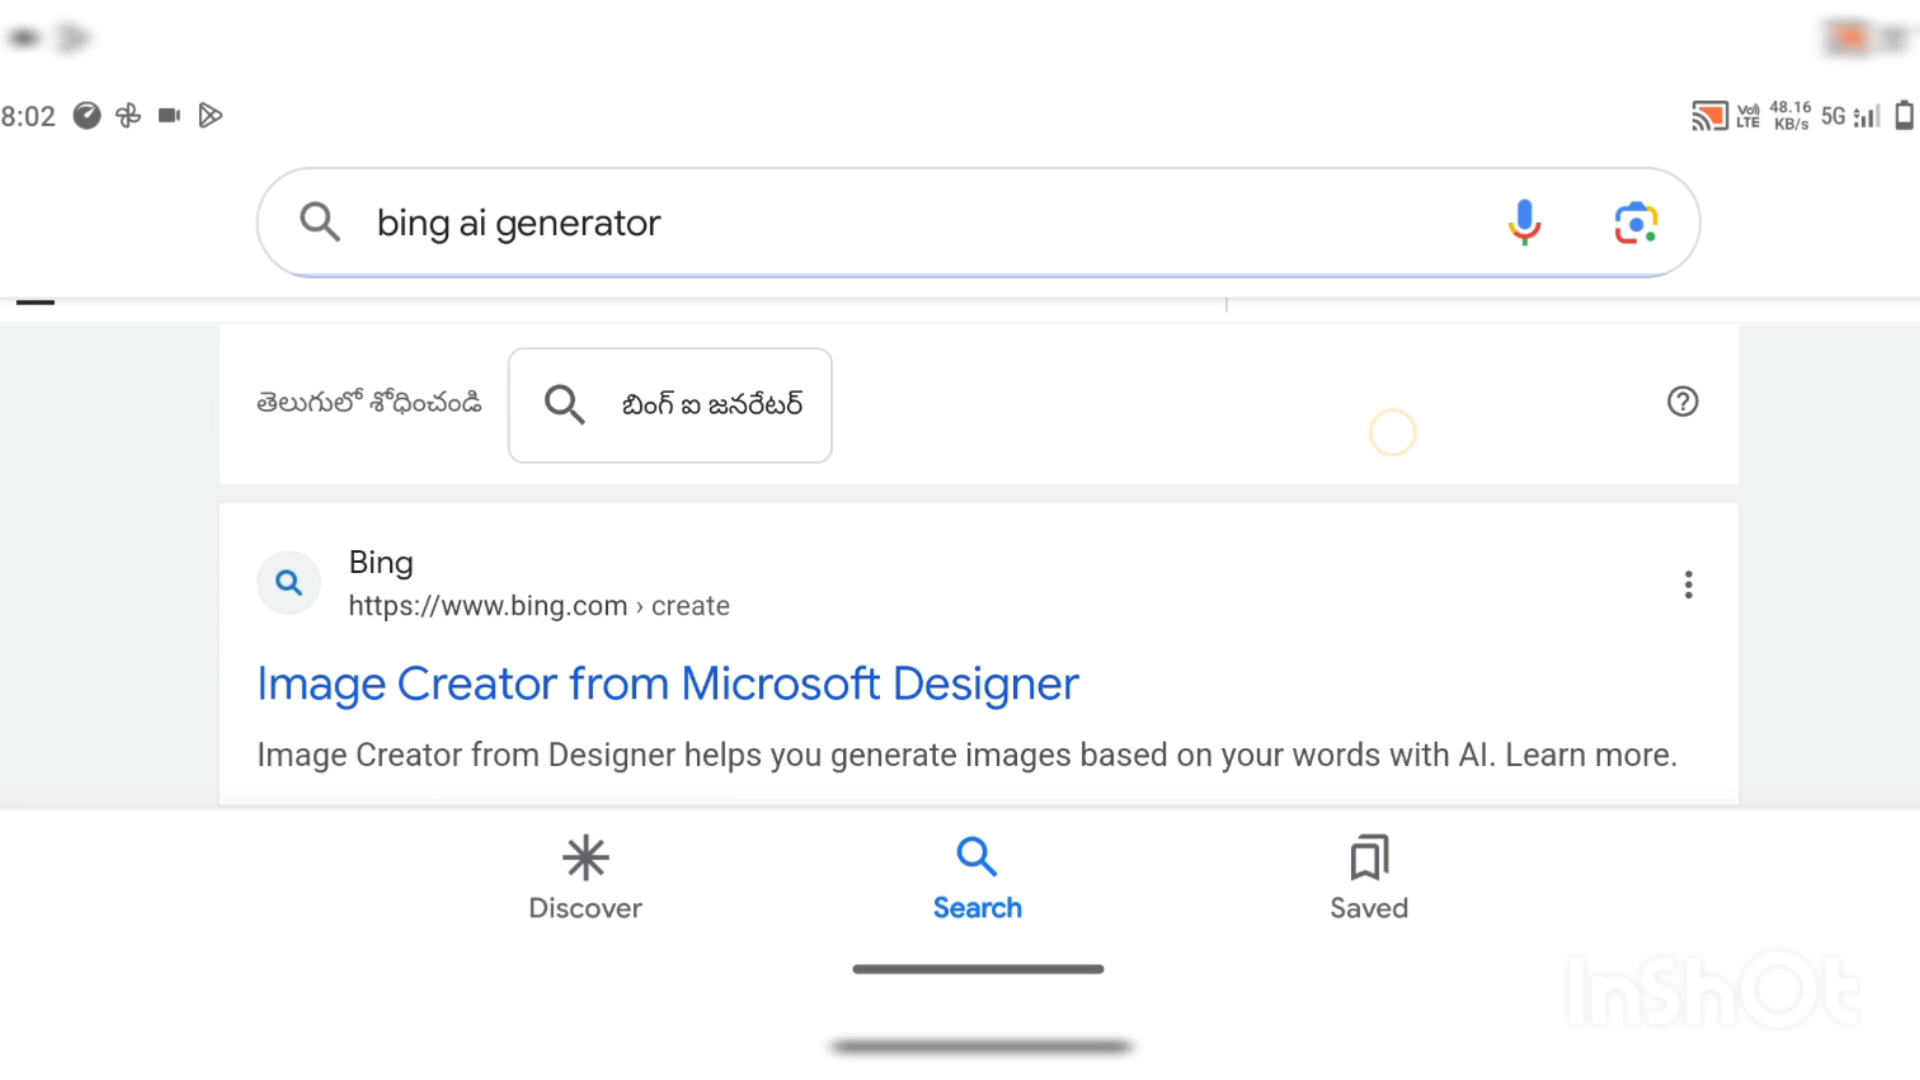 8:02 Vo)) LTE 48.16 KB/s 5G
bing ai generator
తెలుగులో శోధించండి బింగ్ ఐ జనరేటర్
Bing
https://www.bing.com › create
Image Creator from Microsoft Designer
Image Creator from Designer helps you generate images based on your words with AI. Learn more.
Discover Search Saved
InShOt